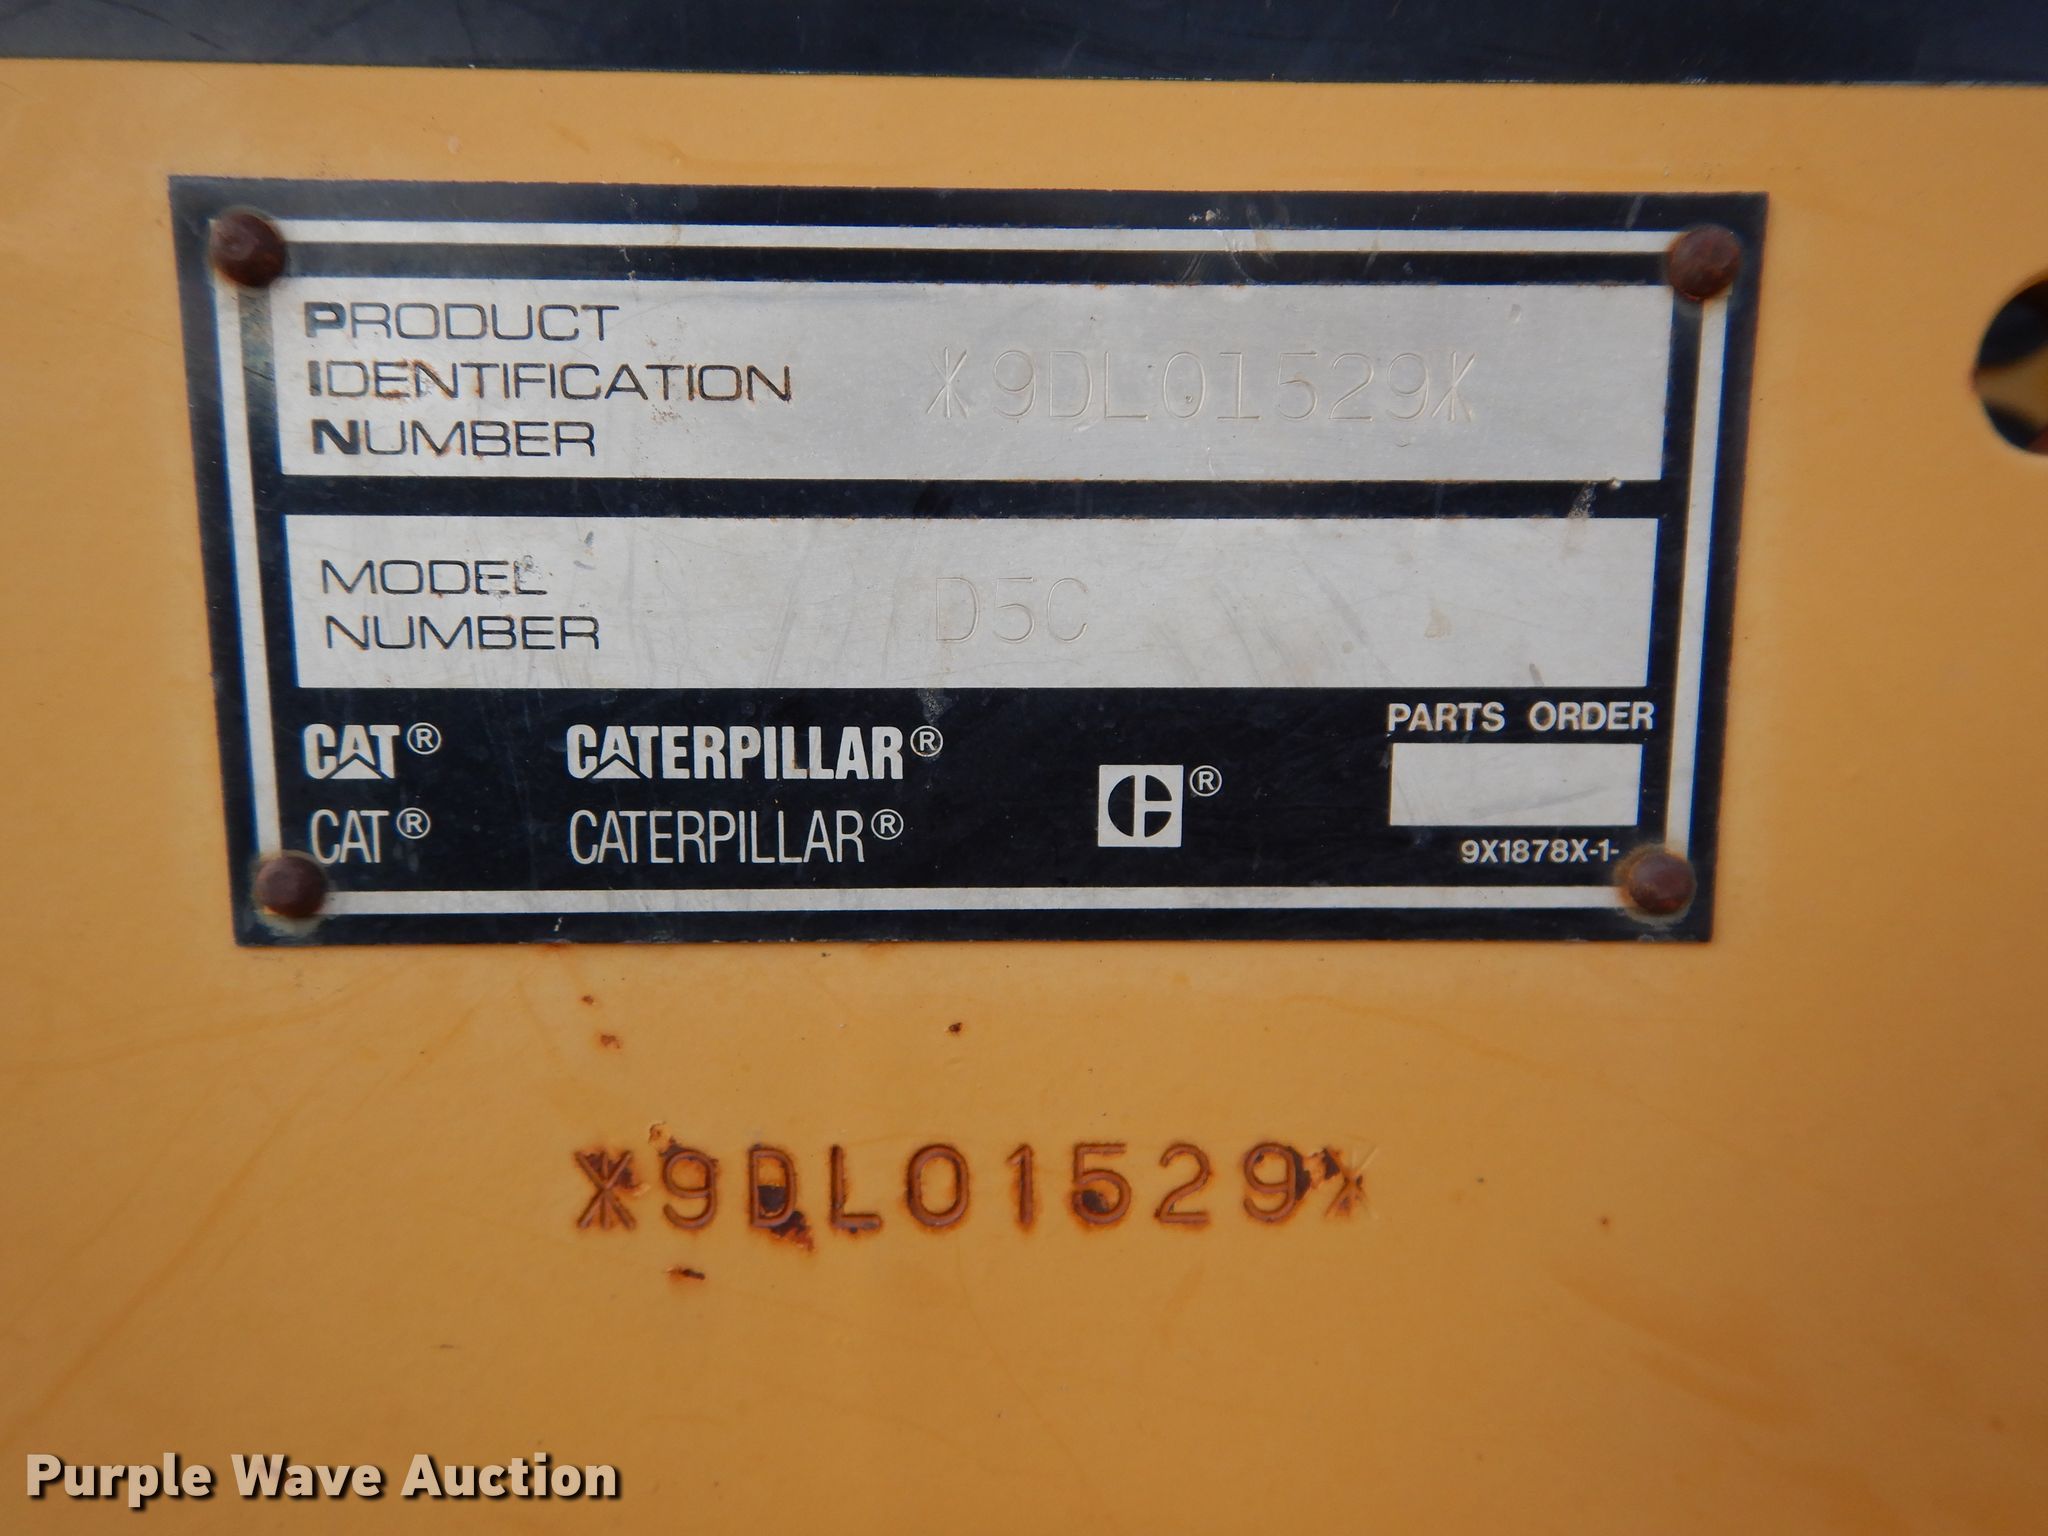 PRODUCT
IDENTIFICATION
NUMBER
*9DL01529*
MODEL
NUMBER
D5C
CAT® CATERPILLAR®
CAT® CATERPILLAR®
C®
PARTS ORDER
9X1878X-1-
*9DL01529*
Purple Wave Auction